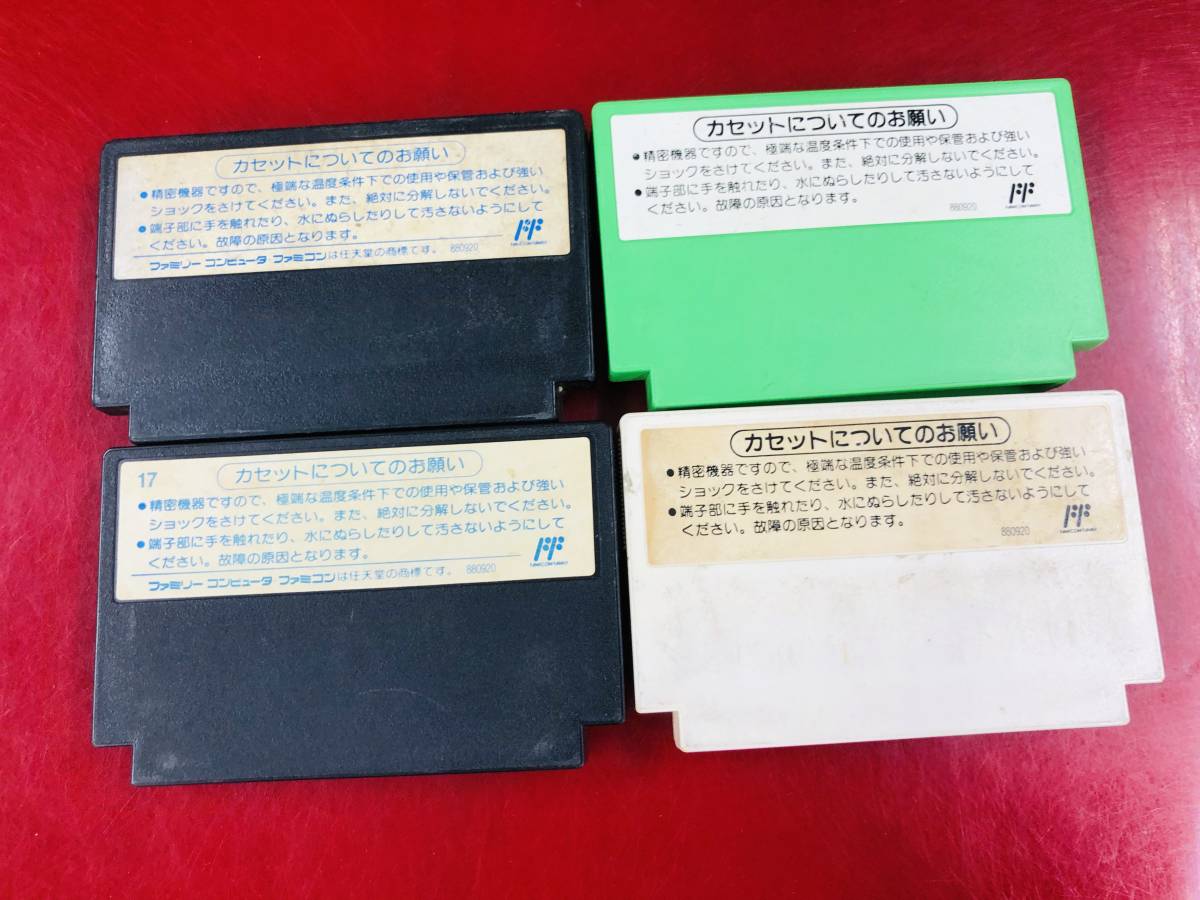 カセットについてのお願い
●精密機器ですので、極端な温度条件下での使用や保管および強い
ショックをさけてください。また、絶対に分解しないでください。
●端子部に手を触れたり、水にぬらしたりして汚さないようにして
ください。故障の原因となります。
ファミリー コンピュータ ファミコンは任天堂の商標です。 880920
カセットについてのお願い
●精密機器ですので、極端な温度条件下での使用や保管および強い
ショックをさけてください。また、絶対に分解しないでください。
●端子部に手を触れたり、水にぬらしたりして汚さないようにして
ください。故障の原因となります。
880920
17
カセットについてのお願い
●精密機器ですので、極端な温度条件下での使用や保管および強い
ショックをさけてください。また、絶対に分解しないでください。
●端子部に手を触れたり、水にぬらしたりして汚さないようにして
ください。故障の原因となります。
ファミリー コンピュータ ファミコンは任天堂の商標です。 880920
カセットについてのお願い
●精密機器ですので、極端な温度条件下での使用や保管および強い
ショックをさけてください。また、絶対に分解しないでください。
●端子部に手を触れたり、水にぬらしたりして汚さないようにして
ください。故障の原因となります。
880920